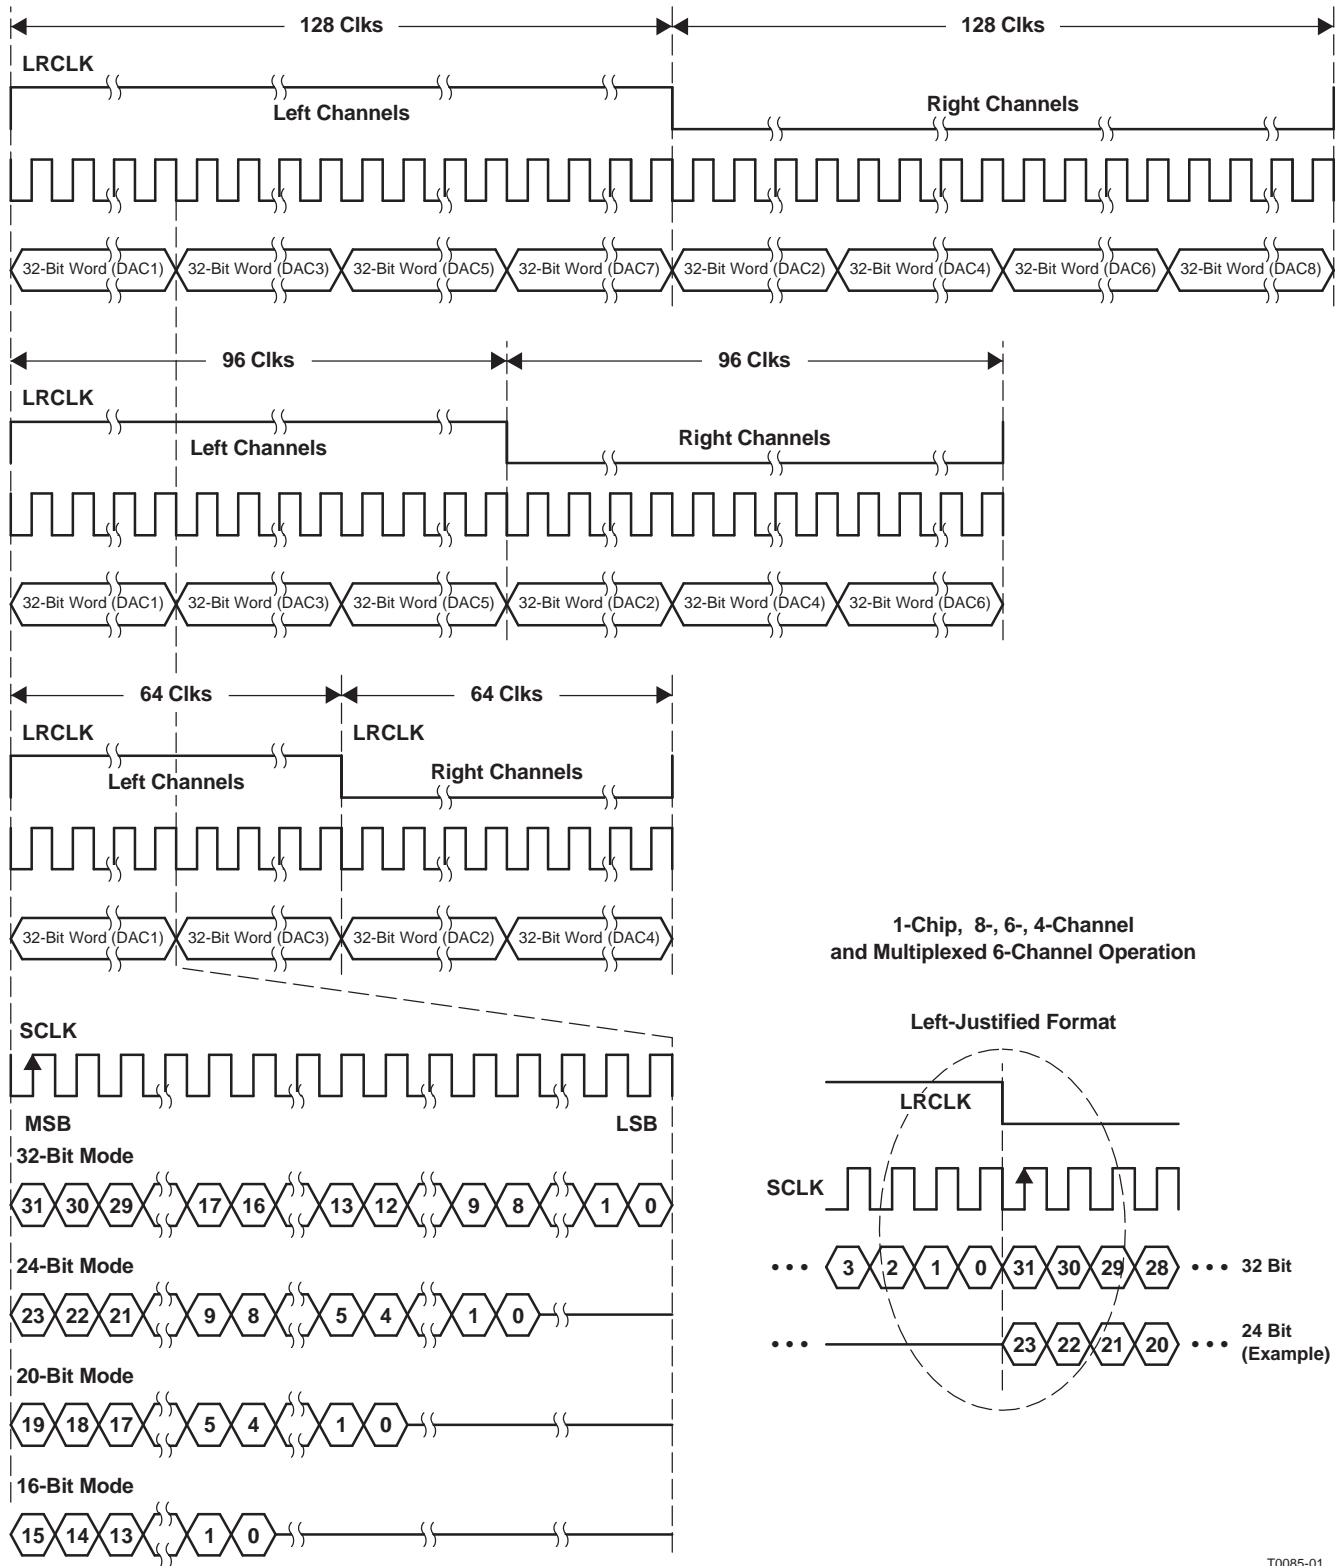 128 Clks
128 Clks
LRCLK
Left Channels
Right Channels
32-Bit Word (DAC1)
32-Bit Word (DAC3)
32-Bit Word (DAC5)
32-Bit Word (DAC7)
32-Bit Word (DAC2)
32-Bit Word (DAC4)
32-Bit Word (DAC6)
32-Bit Word (DAC8)
96 Clks
96 Clks
LRCLK
Left Channels
Right Channels
32-Bit Word (DAC1)
32-Bit Word (DAC3)
32-Bit Word (DAC5)
32-Bit Word (DAC2)
32-Bit Word (DAC4)
32-Bit Word (DAC6)
64 Clks
64 Clks
LRCLK
LRCLK
Left Channels
Right Channels
32-Bit Word (DAC1)
32-Bit Word (DAC3)
32-Bit Word (DAC2)
32-Bit Word (DAC4)
SCLK
MSB
LSB
32-Bit Mode
31 30 29 17 16 13 12 9 8 1 0
24-Bit Mode
23 22 21 9 8 5 4 1 0
20-Bit Mode
19 18 17 5 4 1 0
16-Bit Mode
15 14 13 1 0
1-Chip, 8-, 6-, 4-Channel
and Multiplexed 6-Channel Operation
Left-Justified Format
LRCLK
SCLK
••• 3 2 1 0 31 30 29 28 ••• 32 Bit
••• 23 22 21 20 ••• 24 Bit
(Example)
T0085-01